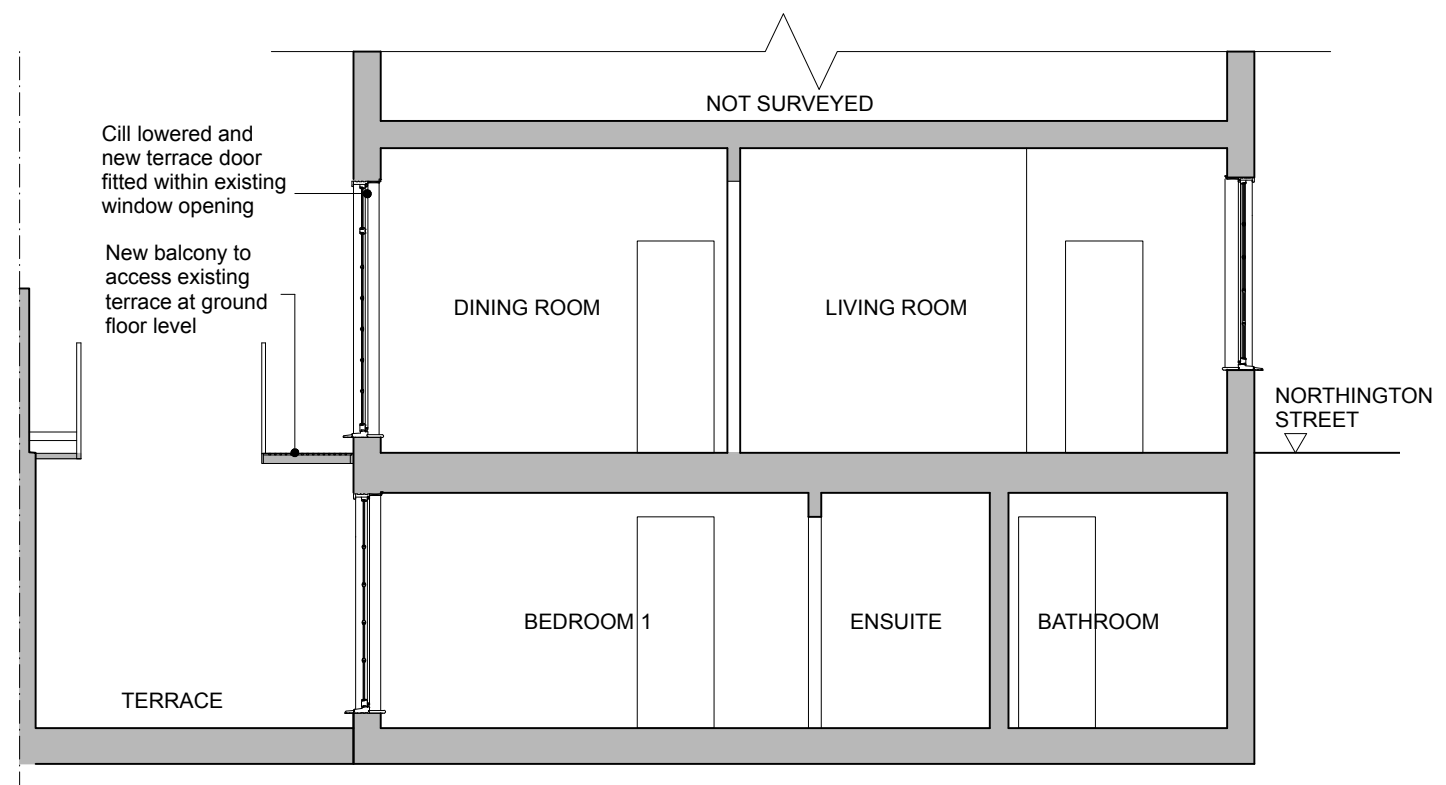 NOT SURVEYED
Cill lowered and
new terrace door
fitted within existing
window opening
New balcony to
access existing
terrace at ground
floor level
DINING ROOM
LIVING ROOM
NORTHINGTON
STREET
BEDROOM 1
ENSUITE
BATHROOM
TERRACE